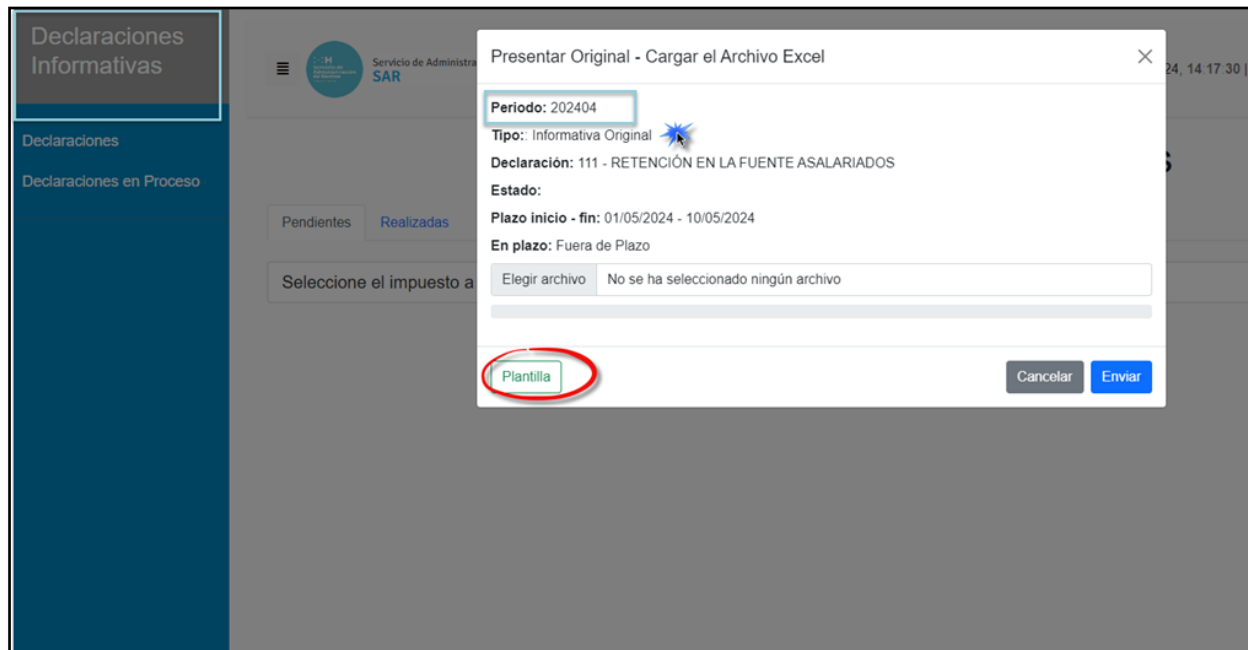 Declaraciones
Informativas
Declaraciones
Declaraciones en Proceso
Servicio de Administra
SAR
24, 14:17:30 |
Pendientes Realizadas
Seleccione el impuesto a
Presentar Original - Cargar el Archivo Excel
Periodo: 202404
Tipo:: Informativa Original
Declaración: 111 - RETENCIÓN EN LA FUENTE ASALARIADOS
Estado:
Plazo inicio - fin: 01/05/2024 - 10/05/2024
En plazo: Fuera de Plazo
Elegir archivo No se ha seleccionado ningún archivo
Plantilla Cancelar Enviar